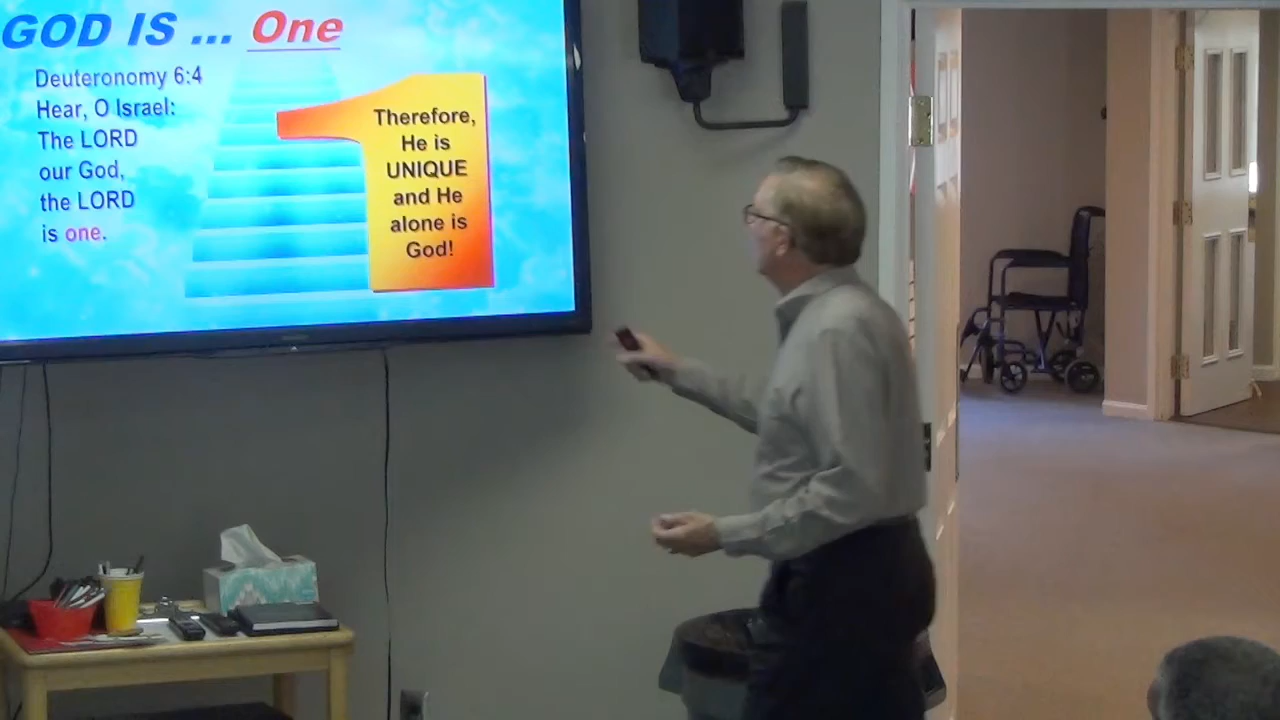 GOD IS ... One
Deuteronomy 6:4
Hear, O Israel:
The LORD
our God,
the LORD
is one.
Therefore,
He is
UNIQUE
and He
alone is
God!